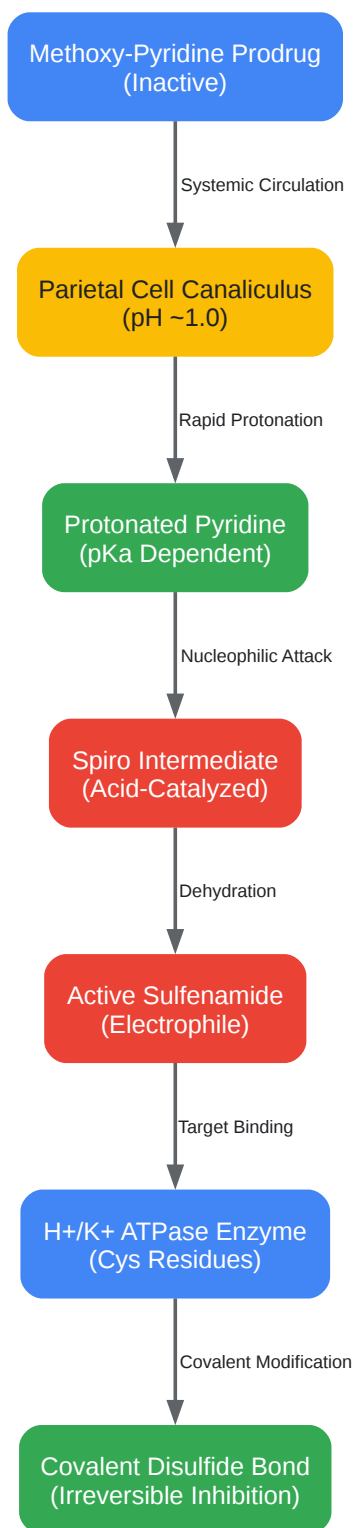 Methoxy-Pyridine Prodrug
(Inactive)
Systemic Circulation
Parietal Cell Canaliculus
(pH ~1.0)
Rapid Protonation
Protonated Pyridine
(pKa Dependent)
Nucleophilic Attack
Spiro Intermediate
(Acid-Catalyzed)
Dehydration
Active Sulfenamide
(Electrophile)
Target Binding
H+/K+ ATPase Enzyme
(Cys Residues)
Covalent Modification
Covalent Disulfide Bond
(Irreversible Inhibition)